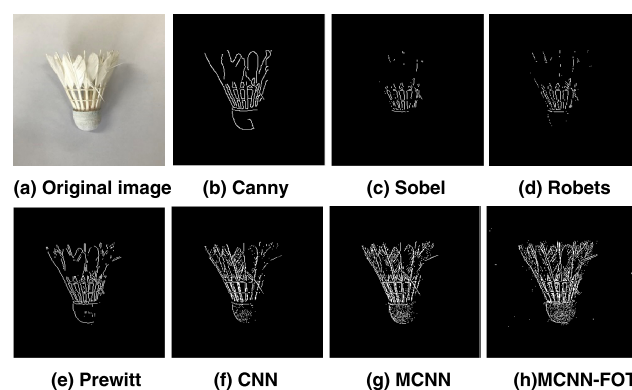 (a) Original image (b) Canny (c) Sobel (d) Robets
(e) Prewitt (f) CNN (g) MCNN (h)MCNN-FOT